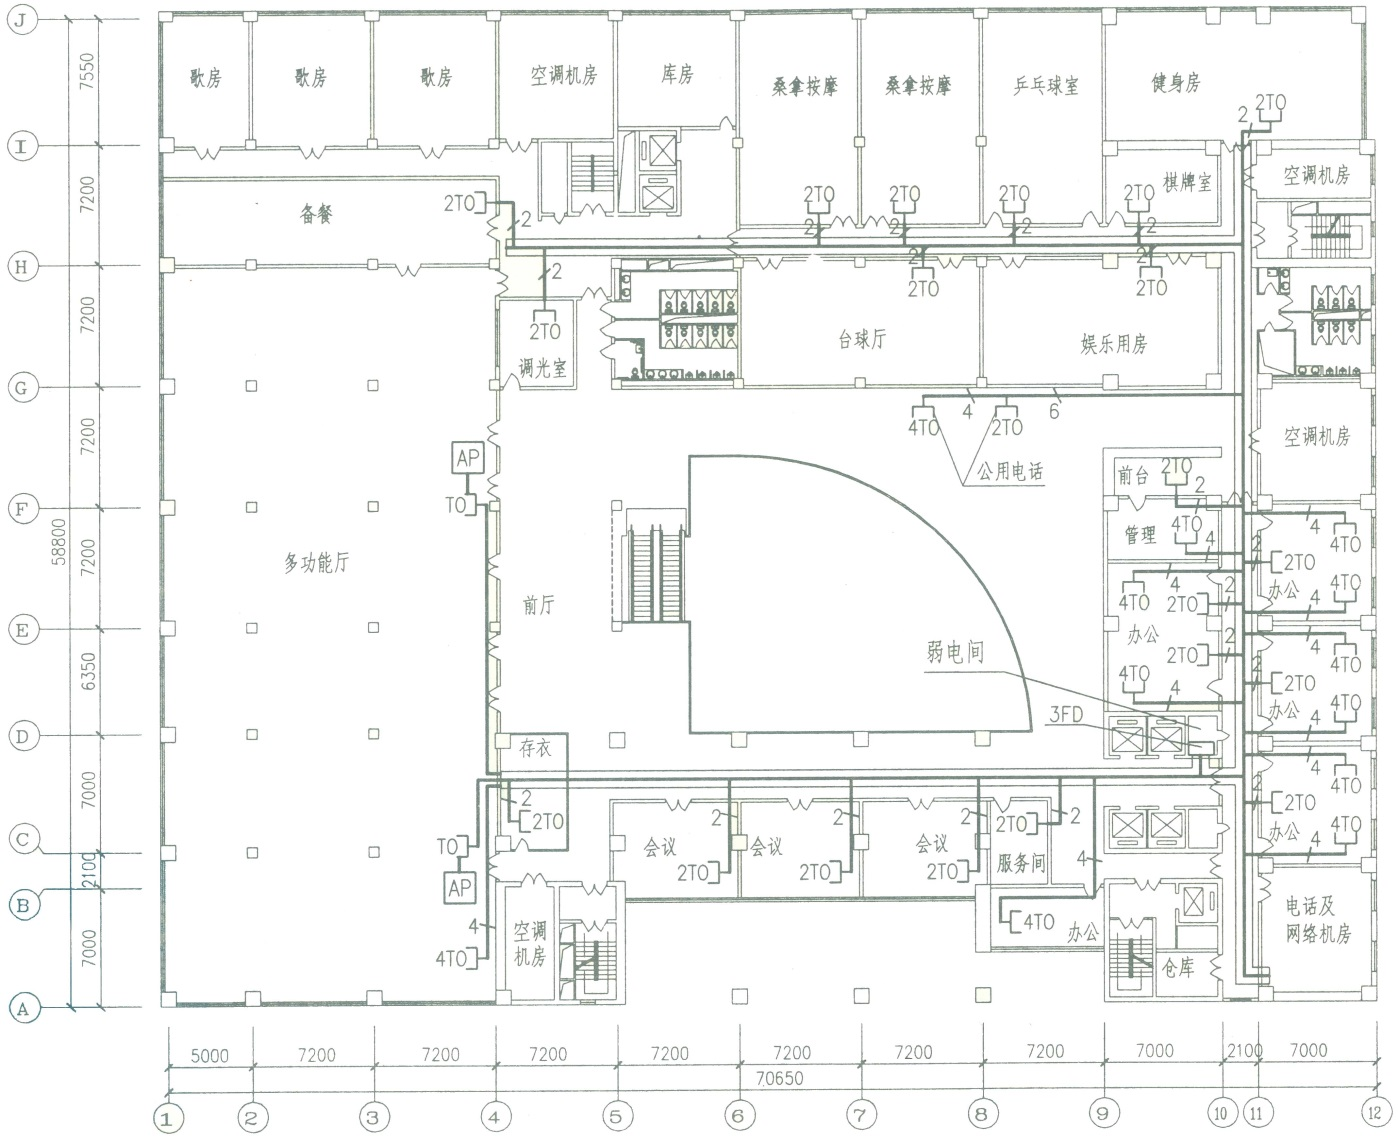 J
7550
歌房
歌房
歌房
空调机房
库房
桑拿按摩
桑拿按摩
乒乓球室
健身房
2
2TO
I
7200
备餐
2TO
2
2TO
2
2TO
2
2TO
2
2TO
2
棋牌室
空调机房
H
7200
2
2TO
调光室
2
2TO
2
2TO
台球厅
娱乐用房
G
7200
4
6
4TO
2TO
公用电话
空调机房
AP
TO
前台
2TO
2
F
58800
7200
多功能厅
前厅
管理
4TO
4
4
4TO
2
2TO
办公
4TO
4
4
4TO
2TO
2
办公
E
6350
2
2TO
4TO
4
弱电间
3FD
4
4TO
2
2TO
办公
4TO
4
D
7000
存衣
2
2TO
2
会议
2TO
2
会议
2TO
2
会议
2TO
2TO
2
服务间
4
4
4TO
2
2TO
办公
4TO
4
C
TO
AP
2100
B
7000
4
4TO
空调
机房
4TO
办公
仓库
电话及
网络机房
A
5000
7200
7200
7200
7200
7200
7200
7200
7000
2100
7000
70650
1
2
3
4
5
6
7
8
9
10
11
12